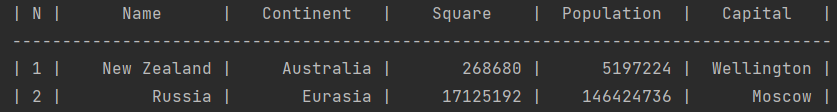 | N |      Name      |   Continent   |    Square    |  Population  |   Capital  |
----------------------------------------------------------------------------------
| 1 |    New Zealand |     Australia |       268680 |      5197224 | Wellington |
| 2 |         Russia |       Eurasia |     17125192 |    146424736 |     Moscow |